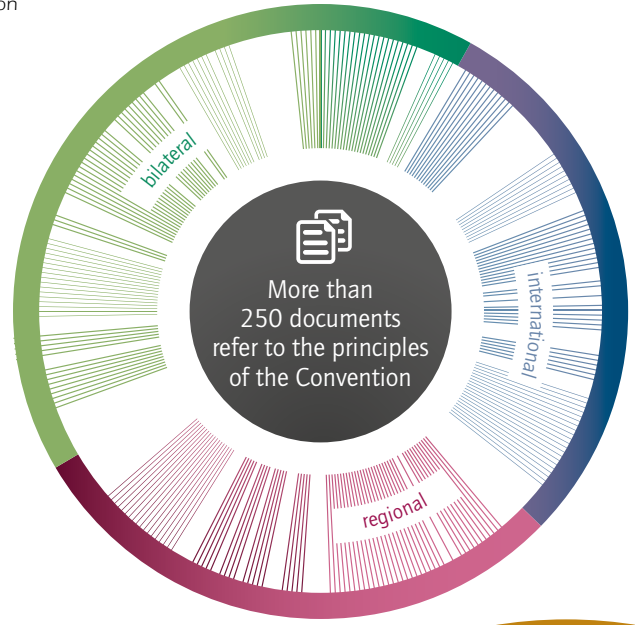 on
bilateral
international
regional
More than
250 documents
refer to the principles
of the Convention